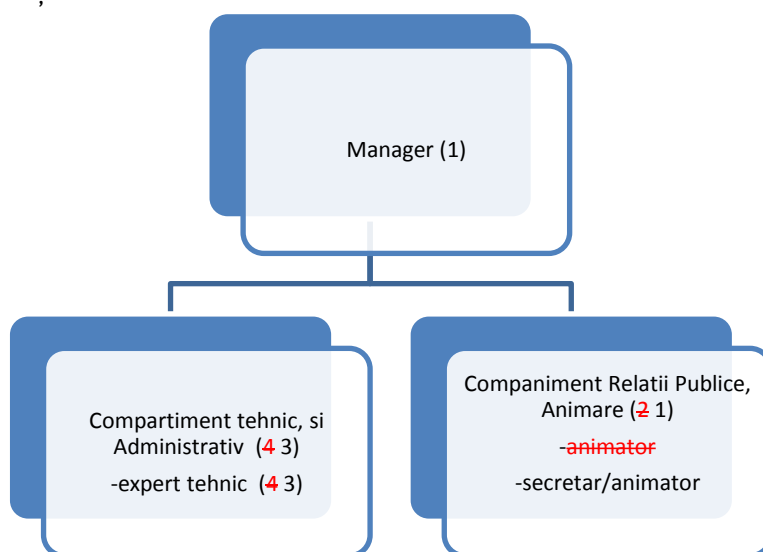 ,
Manager (1)
Compartiment tehnic, si
Administrativ (4 3)
-expert tehnic (4 3)
Companiment Relatii Publice,
Animare (2 1)
-animator
-secretar/animator